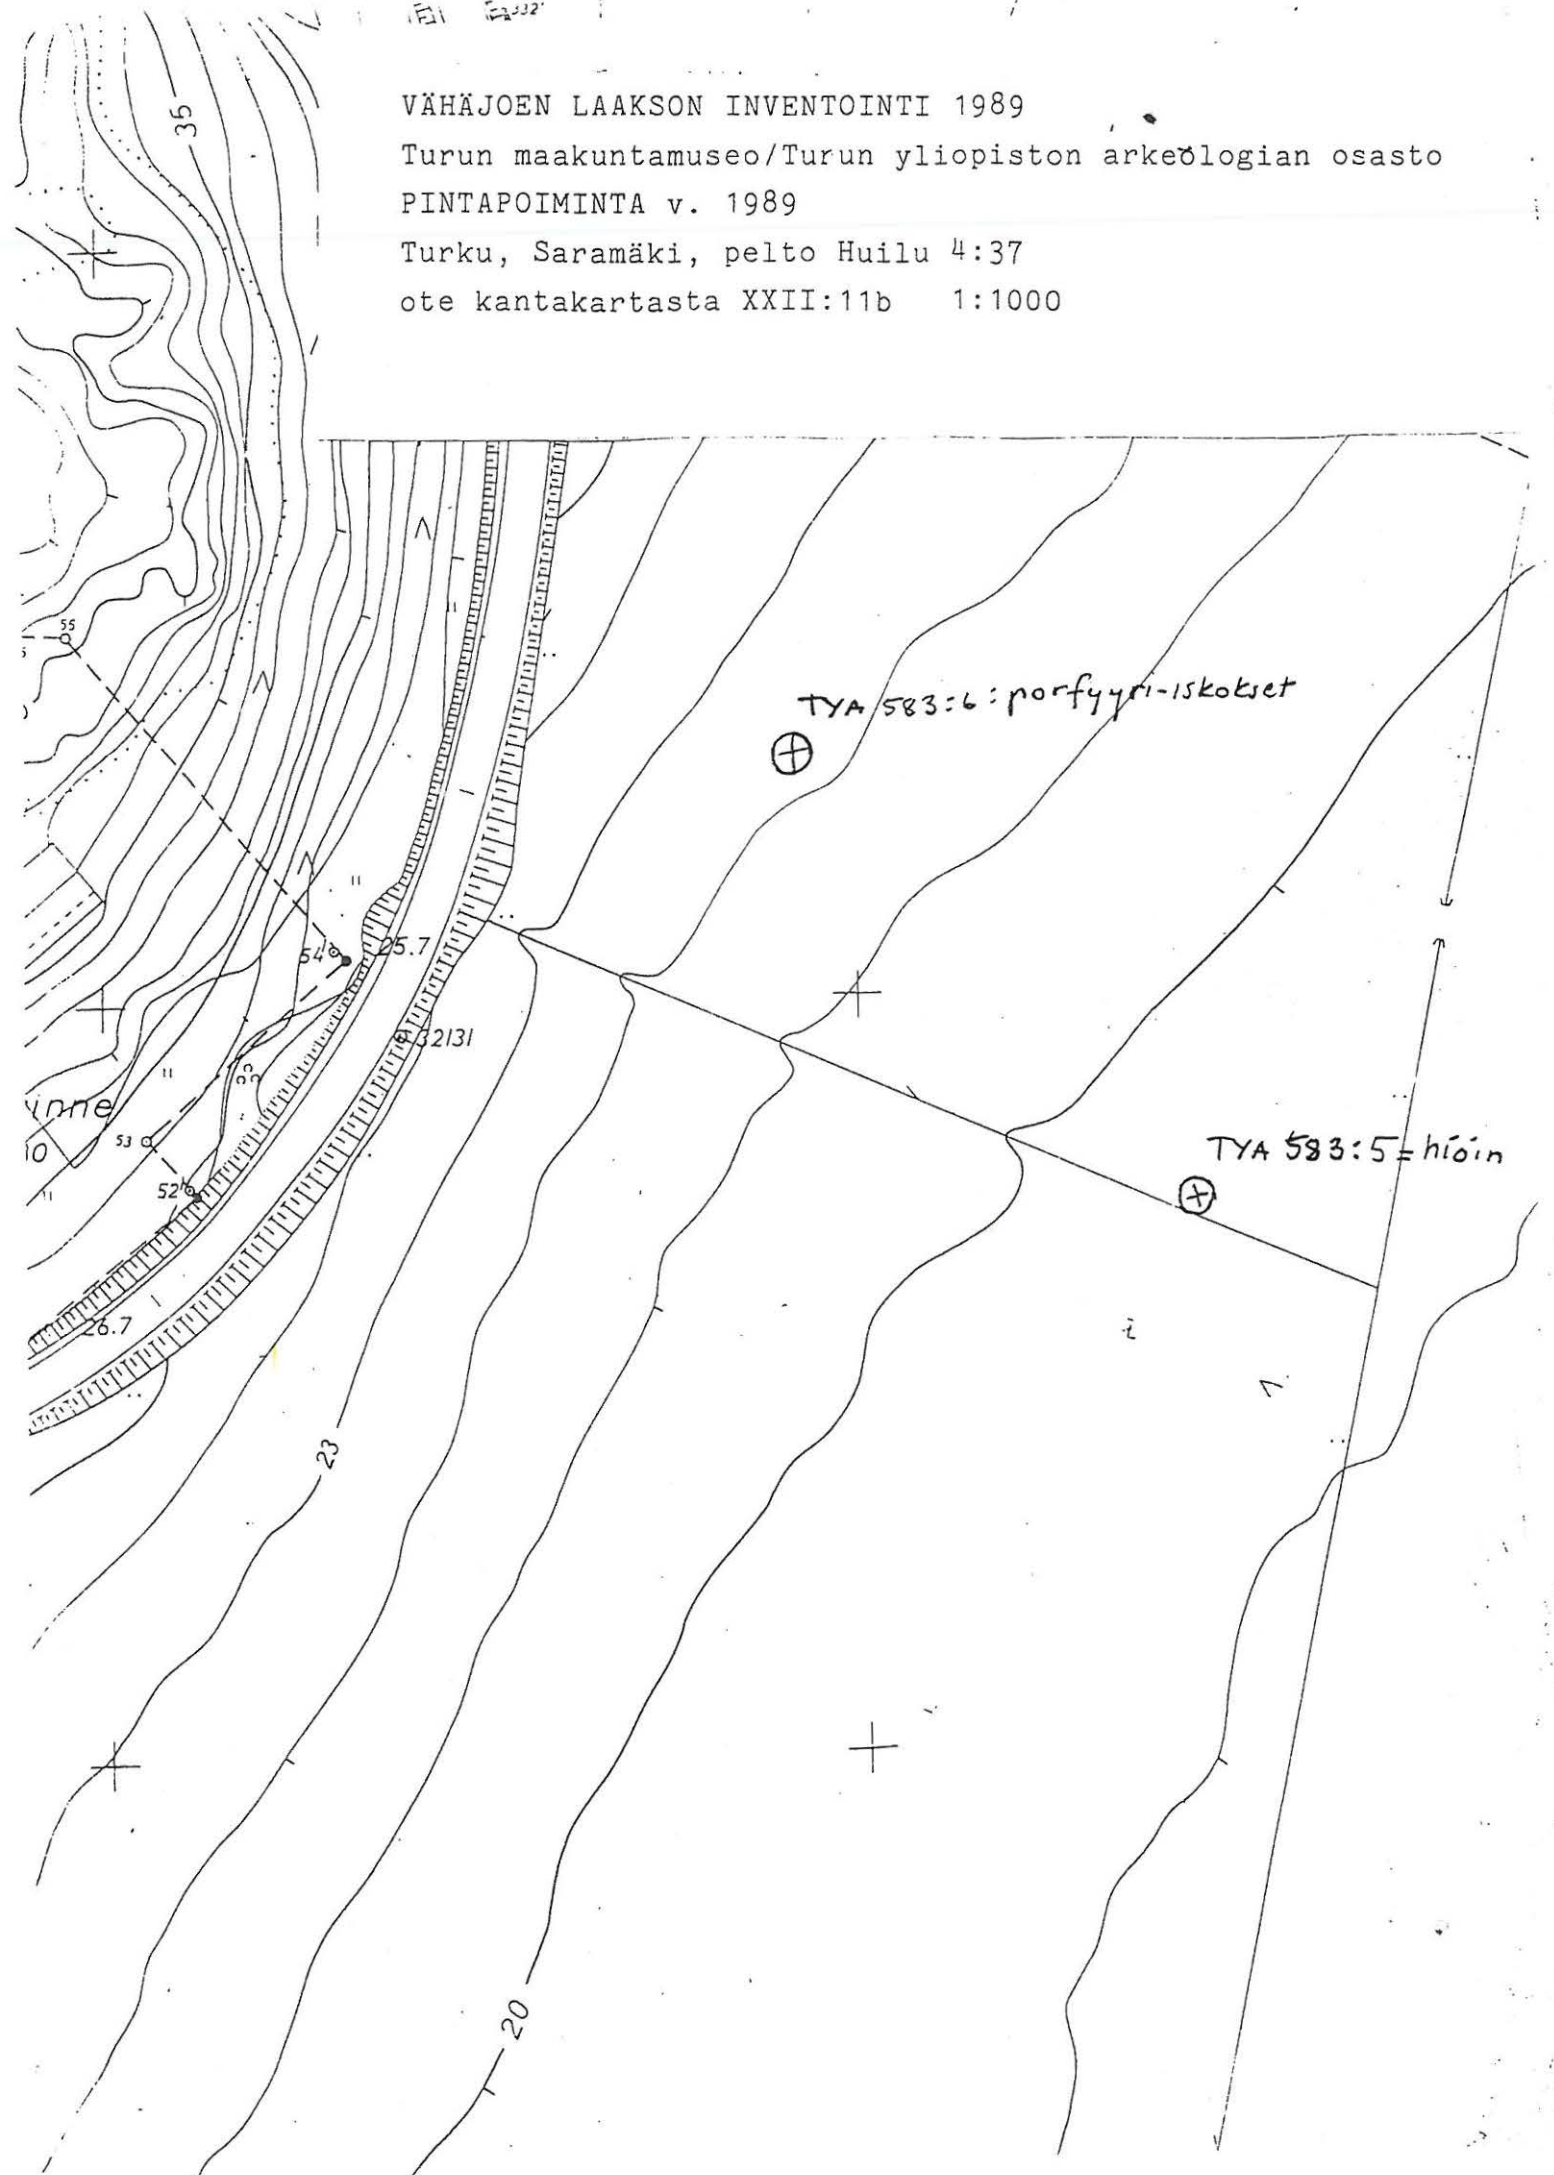 35
VÄHÄJOEN LAAKSON INVENTOINTI 1989
Turun maakuntamuseo/Turun yliopiston arkeologian osasto
PINTAPOIMINTA v. 1989
Turku, Saramäki, pelto Huilu 4:37
ote kantakartasta XXII:11b 1:1000
55
TYA 583:6: porfyyri-iskokset
54
25.7
32131
inne
53
TYA 583:5= hioin
52
26.7
23
20